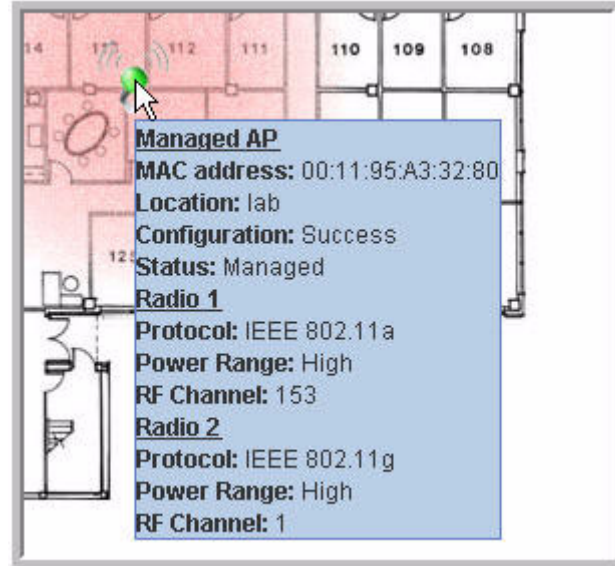 14 113 112 111 110 109 108
Managed AP
MAC address: 00:11:95:A3:32:80
Location: lab
Configuration: Success
Status: Managed
Radio 1
Protocol: IEEE 802.11a
Power Range: High
RF Channel: 153
Radio 2
Protocol: IEEE 802.11g
Power Range: High
RF Channel: 1